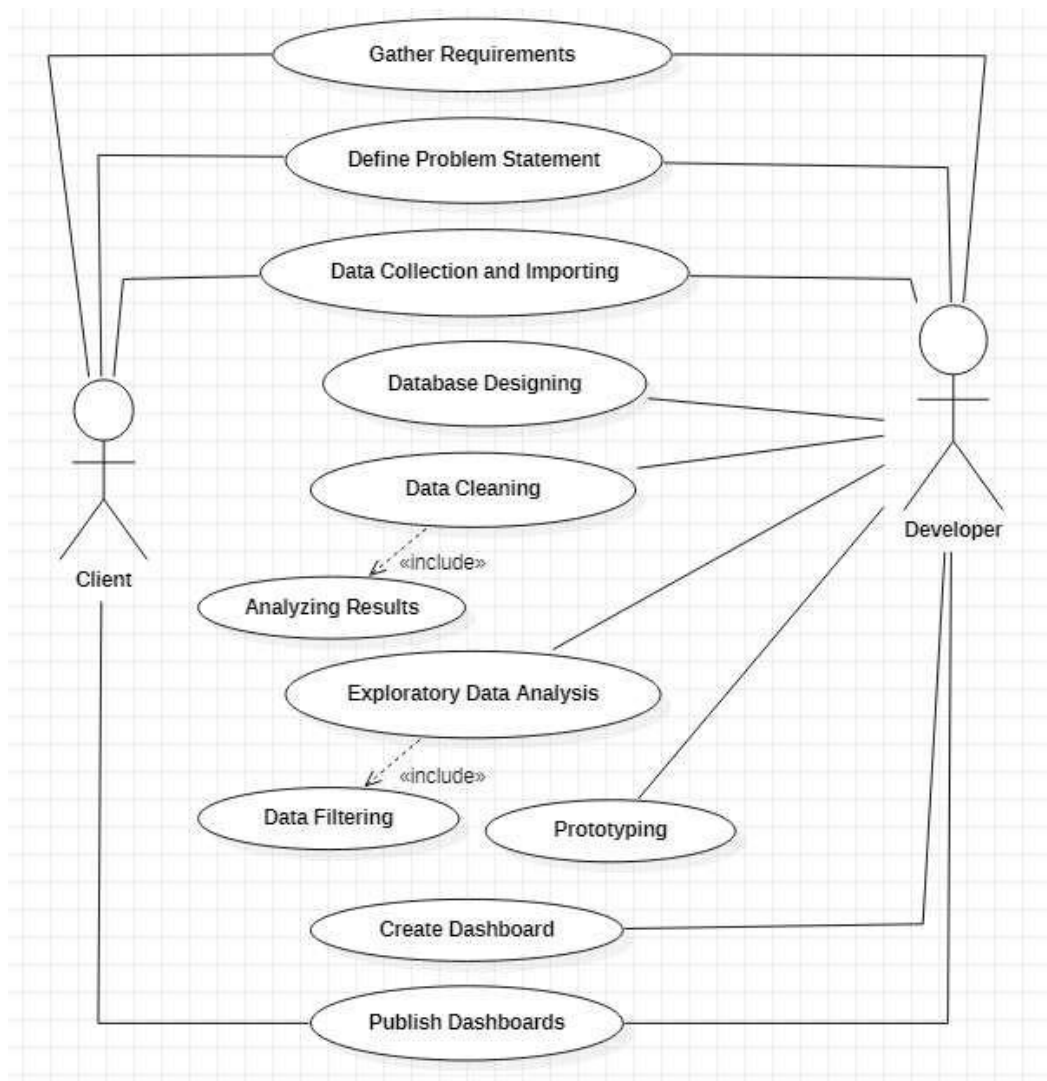 Gather Requirements
Define Problem Statement
Data Collection and Importing
Database Designing
Data Cleaning
«include»
Developer
Client
Analyzing Results
Exploratory Data Analysis
«include»
Data Filtering
Prototyping
Create Dashboard
Publish Dashboards